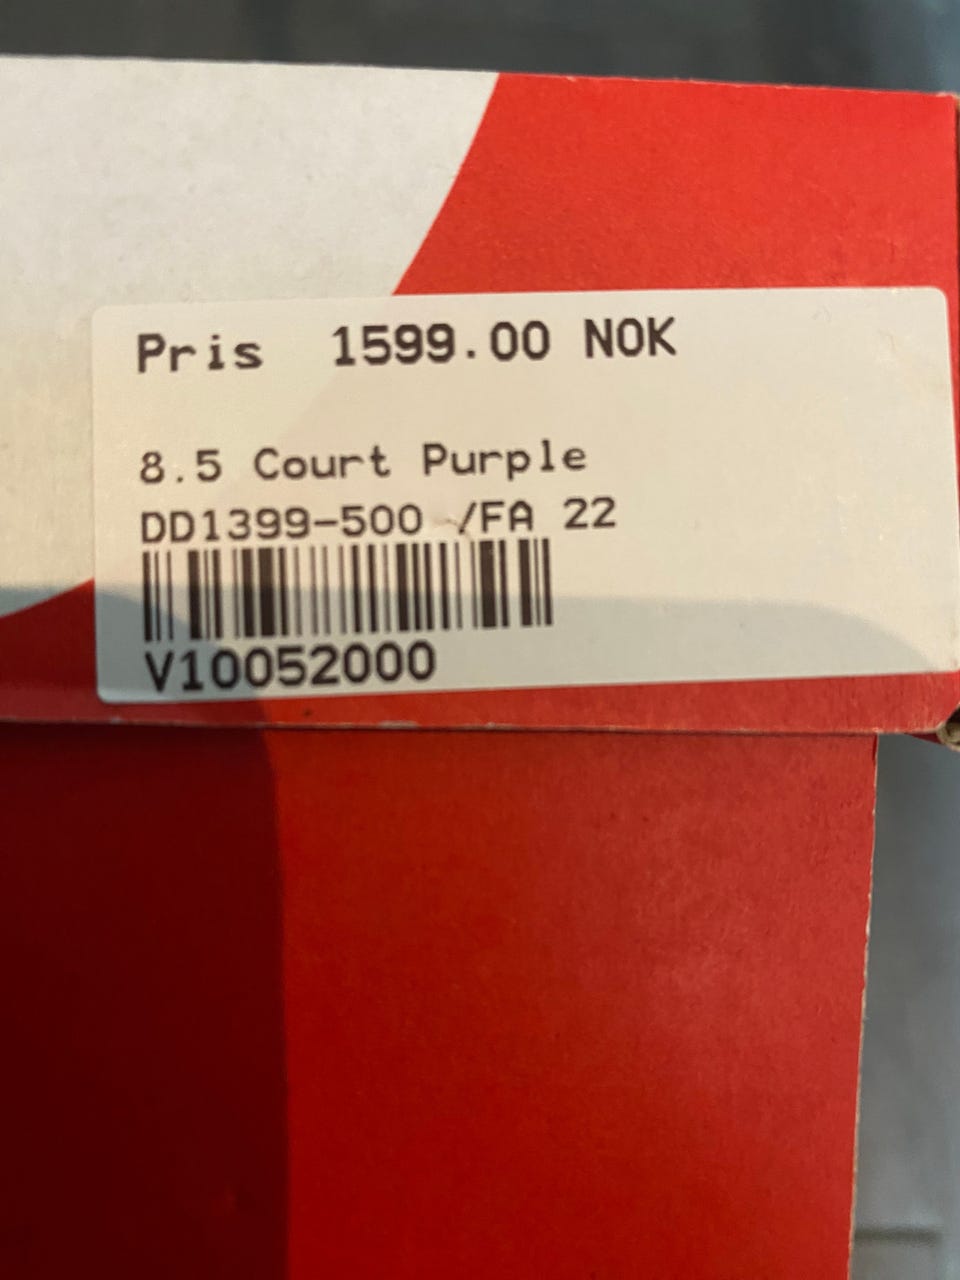 Pris 1599.00 NOK
8.5 Court Purple
DD1399-500 /FA 22
V10052000